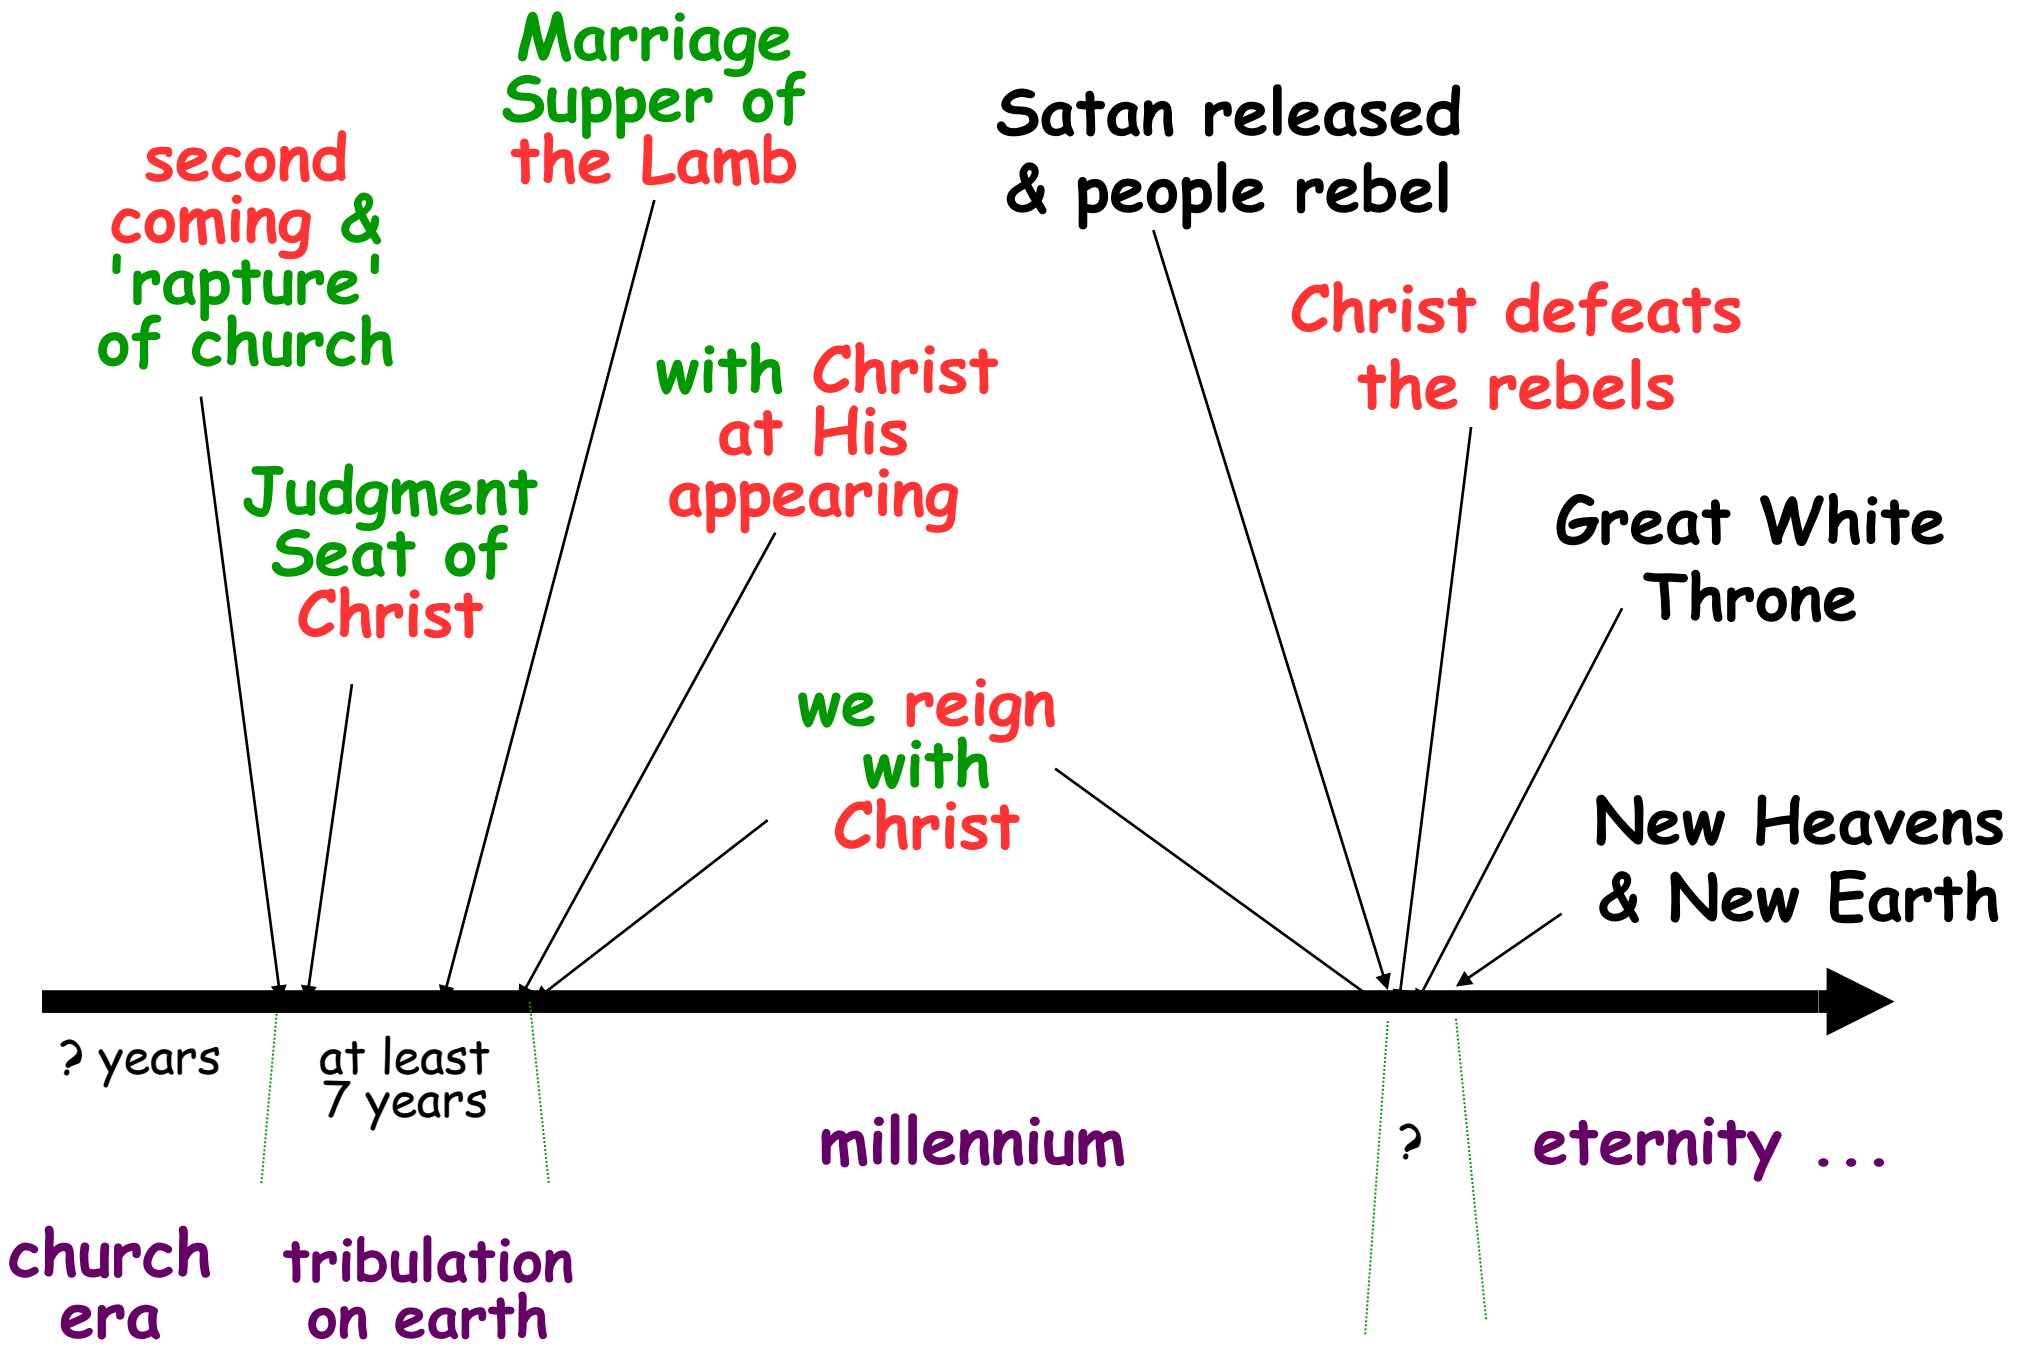 Marriage
Supper of
the Lamb
second
coming &
'rapture'
of church
Satan released
& people rebel
Christ defeats
the rebels
with Christ
at His
appearing
Judgment
Seat of
Christ
Great White
Throne
we reign
with
Christ
New Heavens
& New Earth
? years
at least
7 years
millennium
?
eternity ...
church
era
tribulation
on earth